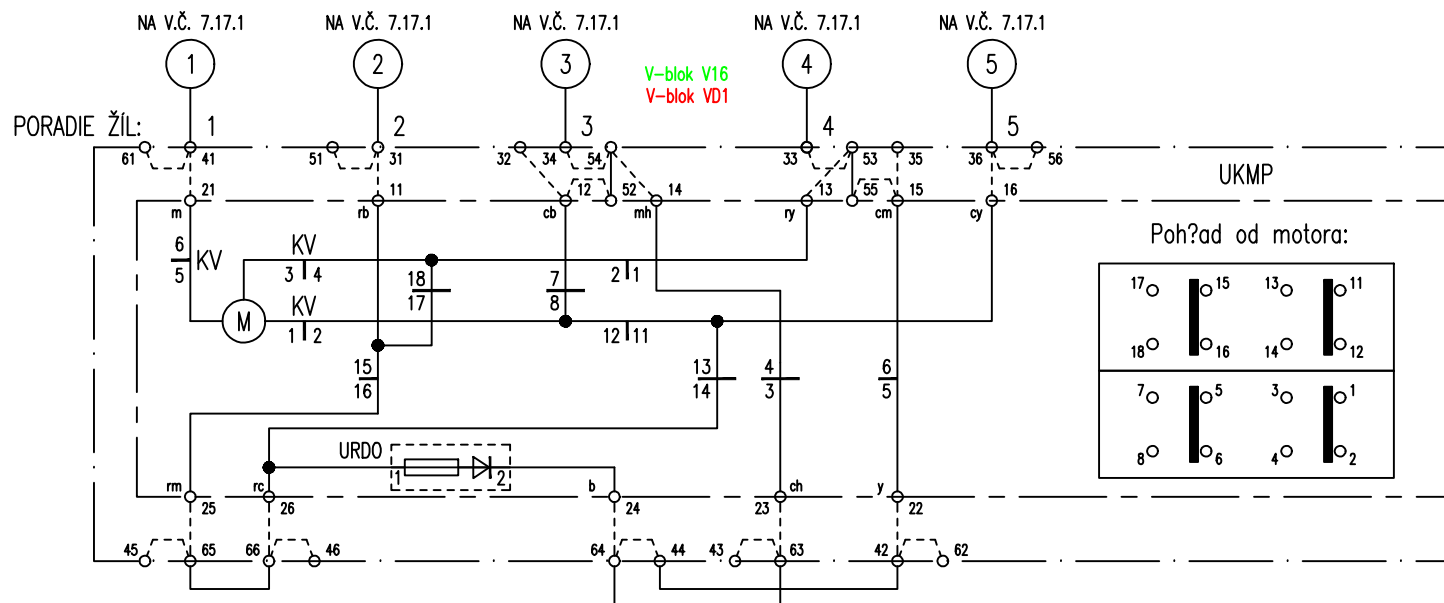 NA V.Č. 7.17.1 NA V.Č. 7.17.1 NA V.Č. 7.17.1 NA V.Č. 7.17.1 NA V.Č. 7.17.1
1 2 3 4 5
V-blok V16
V-blok VD1
PORADIE ŽÍL: 1 2 3 4 5
61 41 51 31 32 34 54 33 53 35 36 56
UKMP
21 11 12 52 14 13 55 15 16
m rb cb mh ry cm cy
Poh?ad od motora:
6 KV KV
5 3 4 18 7 2 1
17 8
17 15 13 11
M KV
1 2 12 11
18 16 14 12
15 13 4 6
16 14 3 5
7 5 3 1
URDO
1 2
8 6 4 2
rm rc b ch y
25 26 24 23 22
45 65 66 46 64 44 43 63 42 62